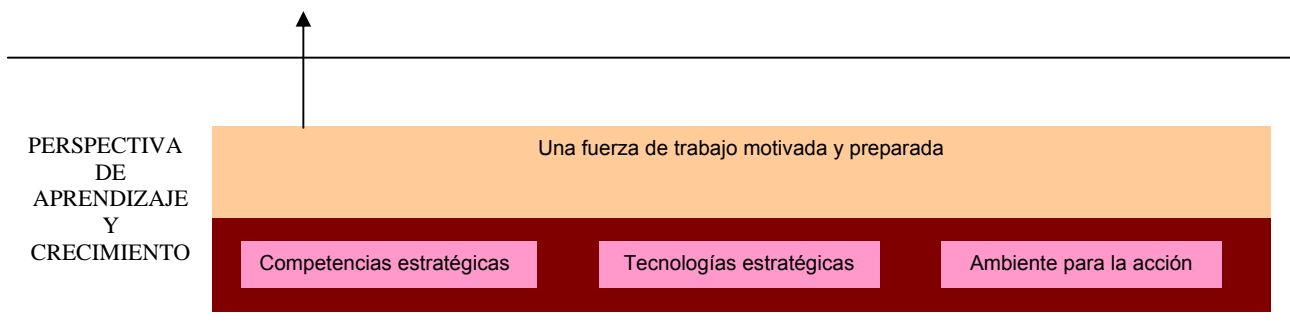 PERSPECTIVA
DE
APRENDIZAJE
Y
CRECIMIENTO
Una fuerza de trabajo motivada y preparada
Competencias estratégicas
Tecnologías estratégicas
Ambiente para la acción